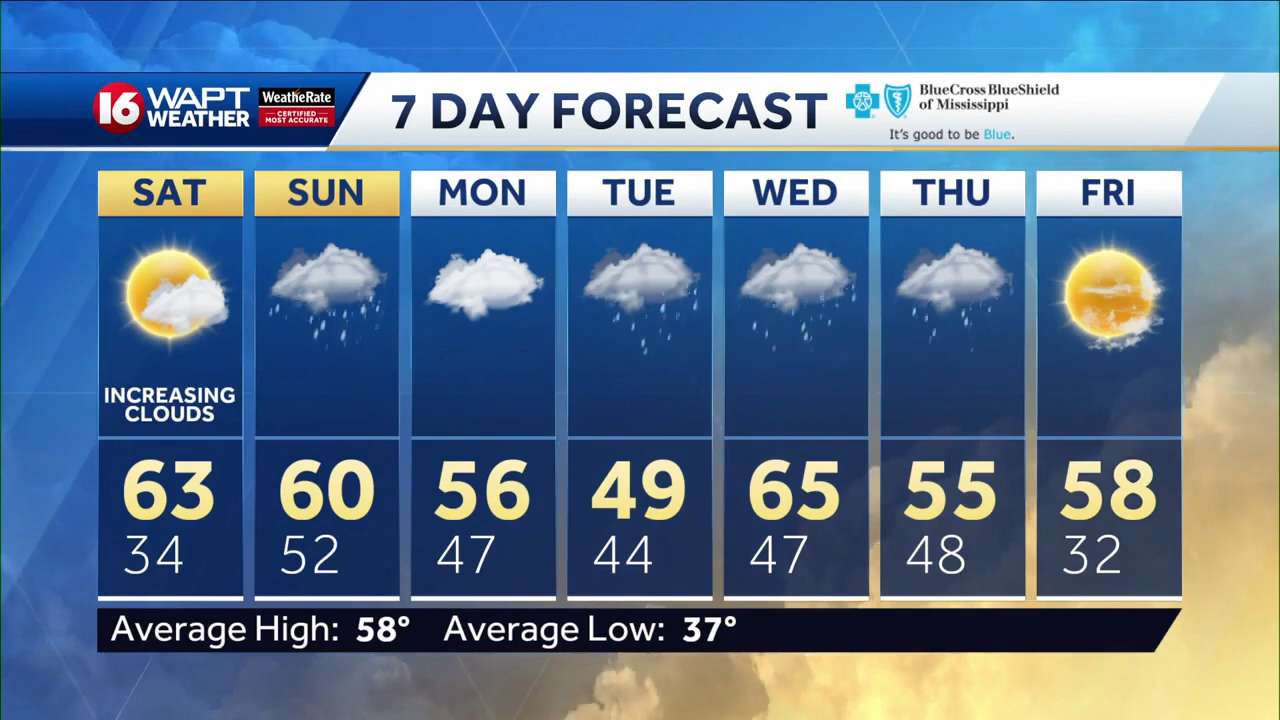 16 WAPT WEATHER
WeatheRate
CERTIFIED
MOST ACCURATE
7 DAY FORECAST
BlueCross BlueShield
of Mississippi
It's good to be Blue.
SAT SUN MON TUE WED THU FRI
INCREASING
CLOUDS
63 60 56 49 65 55 58
34 52 47 44 47 48 32
Average High: 58° Average Low: 37°